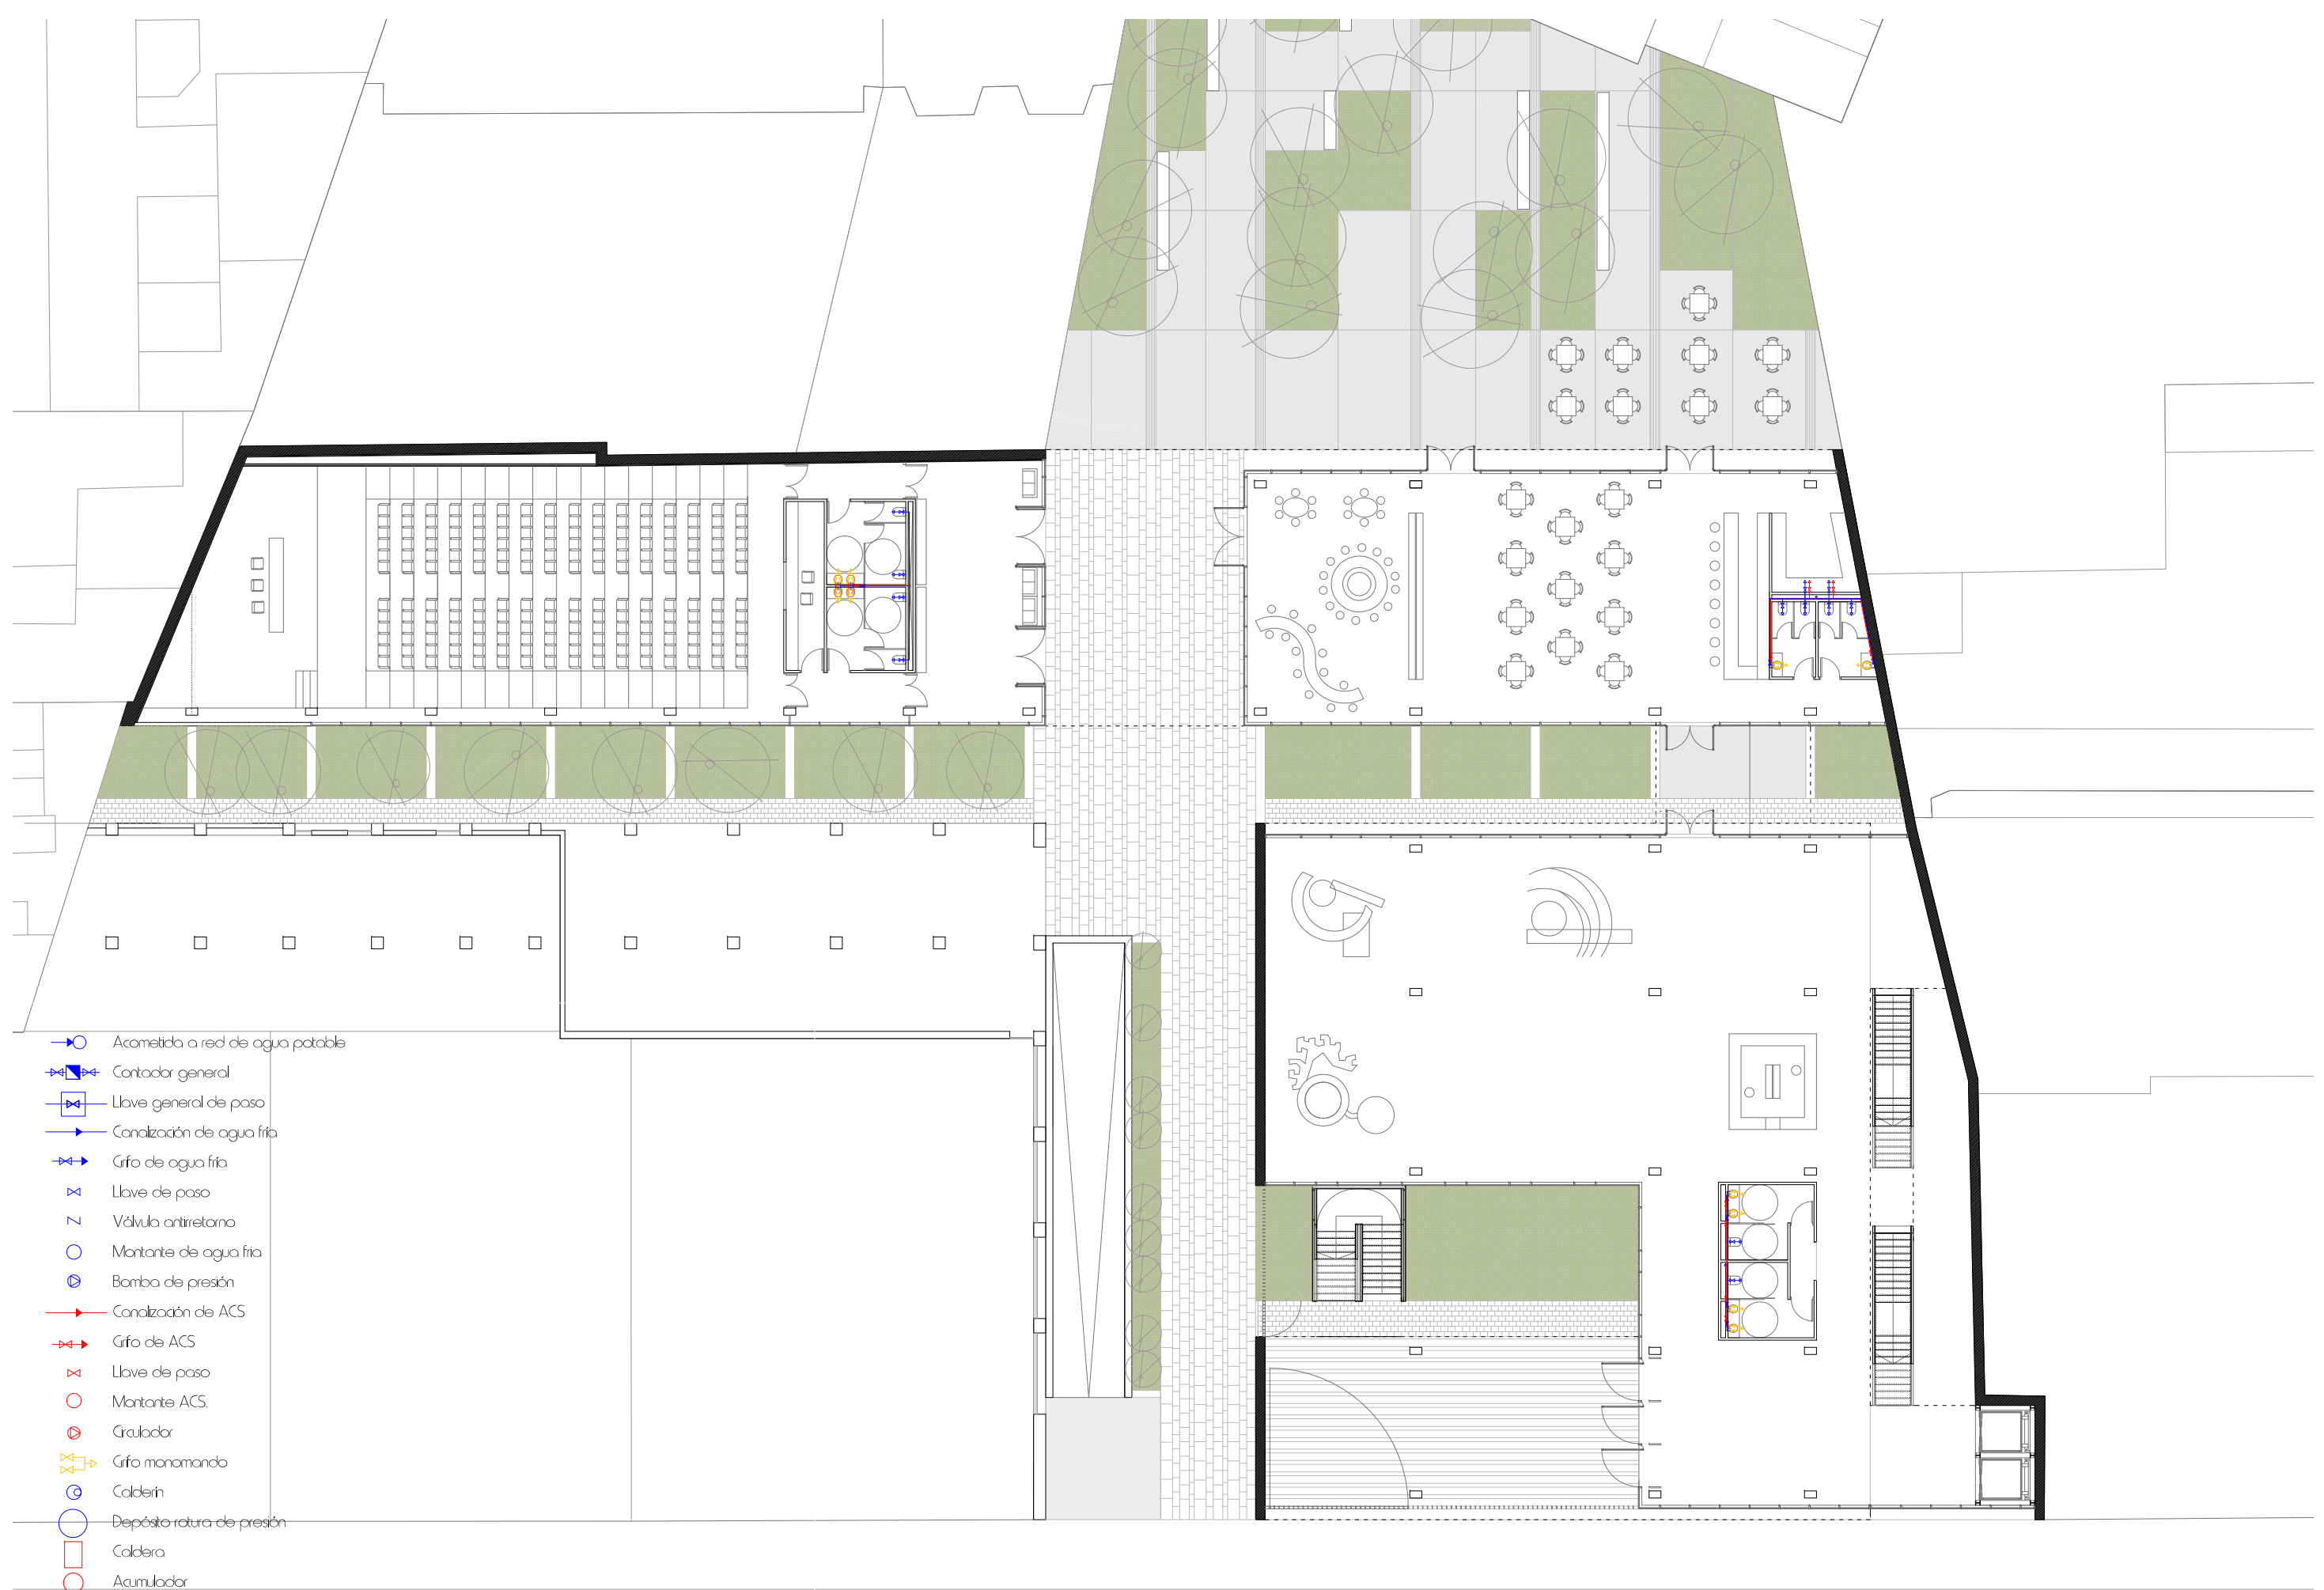 Acometida a red de agua potable
Contador general
Llave general de paso
Canalización de agua fría
Grifo de agua fría
Llave de paso
Válvula antirretorno
Montante de agua fria
Bomba de presión
Canalización de ACS
Grifo de ACS
Llave de paso
Montante ACS.
Circulador
Grifo monomando
Calderín
Depósito rotura de presión
Caldera
Acumulador